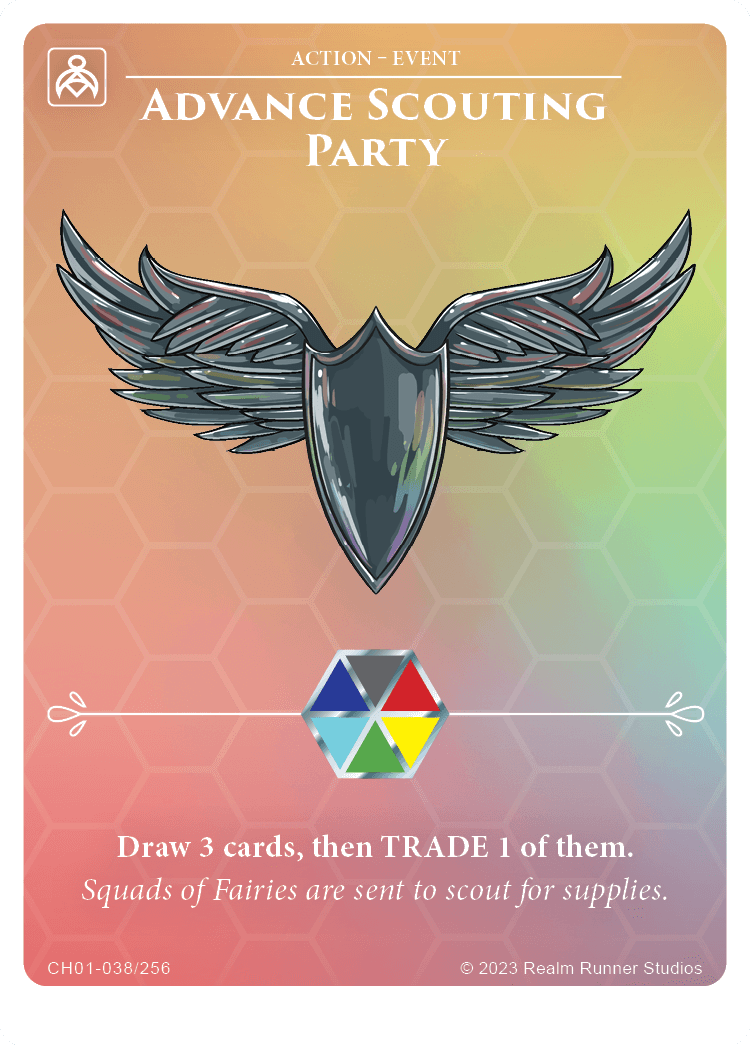 ACTION – EVENT
Advance Scouting
Party
Draw 3 cards, then TRADE 1 of them.
Squads of Fairies are sent to scout for supplies.
CH01-038/256
© 2023 Realm Runner Studios